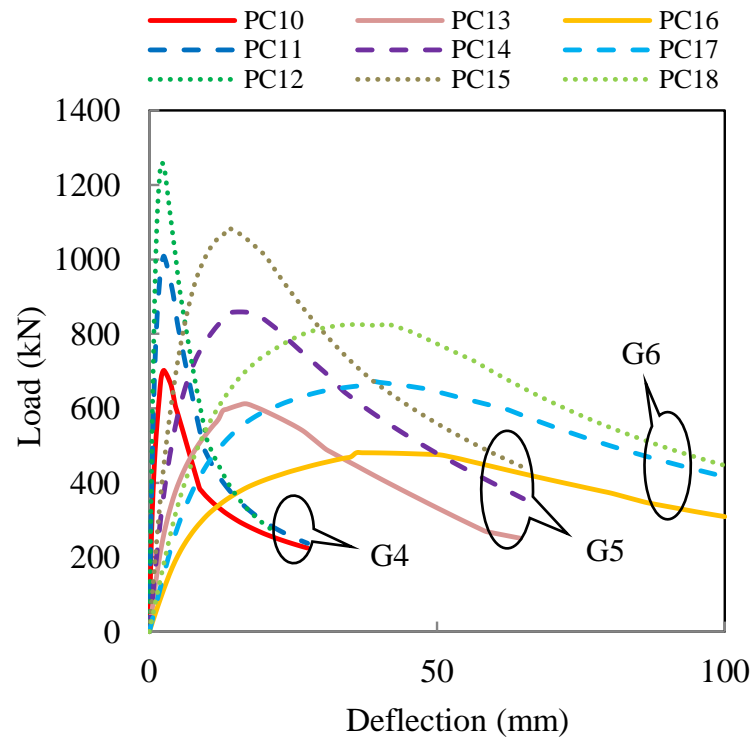 PC10 PC13 PC16
PC11 PC14 PC17
PC12 PC15 PC18
1400
1200
1000
800
600
400
200
0
Load (kN)
G6
G4
G5
0 50 100
Deflection (mm)